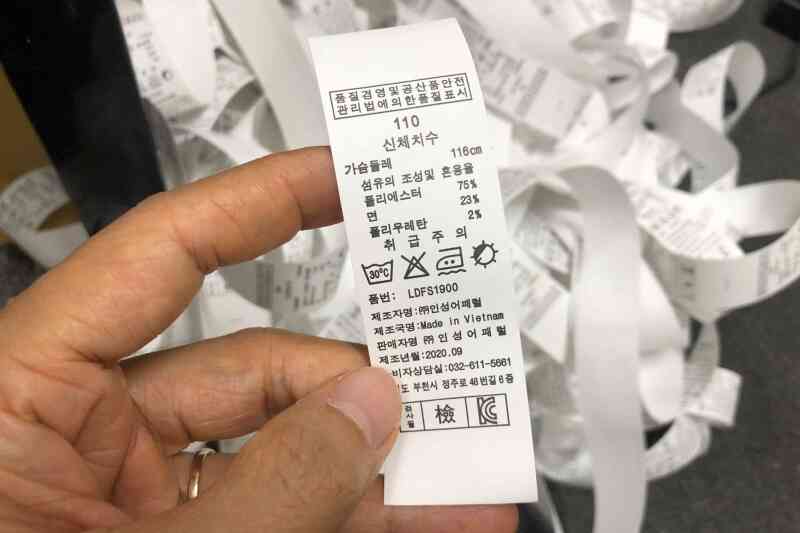 품질경영및공산품안전
관리법에의한품질표시
110
신체치수
가슴둘레 116cm
섬유의 조성및 혼용율
폴리에스터 75%
면 23%
폴리우레탄 2%
취 급 주 의
30℃
품번: LDFS1900
제조자명:㈜인성어패럴
제조국명:Made in Vietnam
판매자명 ㈜인성어패럴
제조년월:2020.09
비자상담실:032-611-5661
도 부천시 정주로 46번길 6 층
검사필 檢